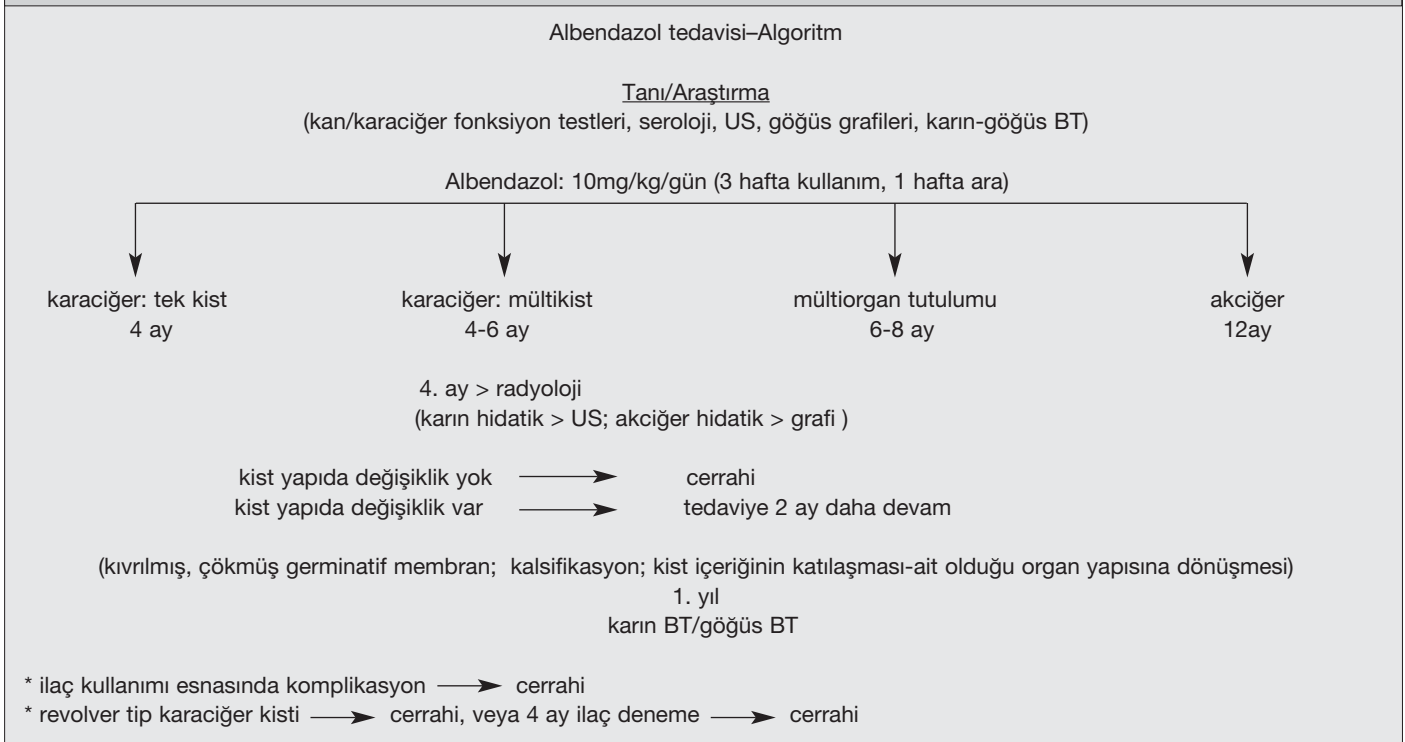 Albendazol tedavisi–Algoritm
Tanı/Araştırma
(kan/karaciğer fonksiyon testleri, seroloji, US, göğüs grafileri, karın-göğüs BT)
Albendazol: 10mg/kg/gün (3 hafta kullanım, 1 hafta ara)
karaciğer: tek kist
4 ay
karaciğer: mültikist
4-6 ay
mültiorgan tutulumu
6-8 ay
akciğer
12ay
4. ay > radyoloji
(karın hidatik > US; akciğer hidatik > grafi )
kist yapıda değişiklik yok cerrahi
kist yapıda değişiklik var tedaviye 2 ay daha devam
(kıvrılmış, çökmüş germinatif membran; kalsifikasyon; kist içeriğinin katılaşması-ait olduğu organ yapısına dönüşmesi)
1. yıl
karın BT/göğüs BT
* ilaç kullanımı esnasında komplikasyon cerrahi
* revolver tip karaciğer kisti cerrahi, veya 4 ay ilaç deneme cerrahi